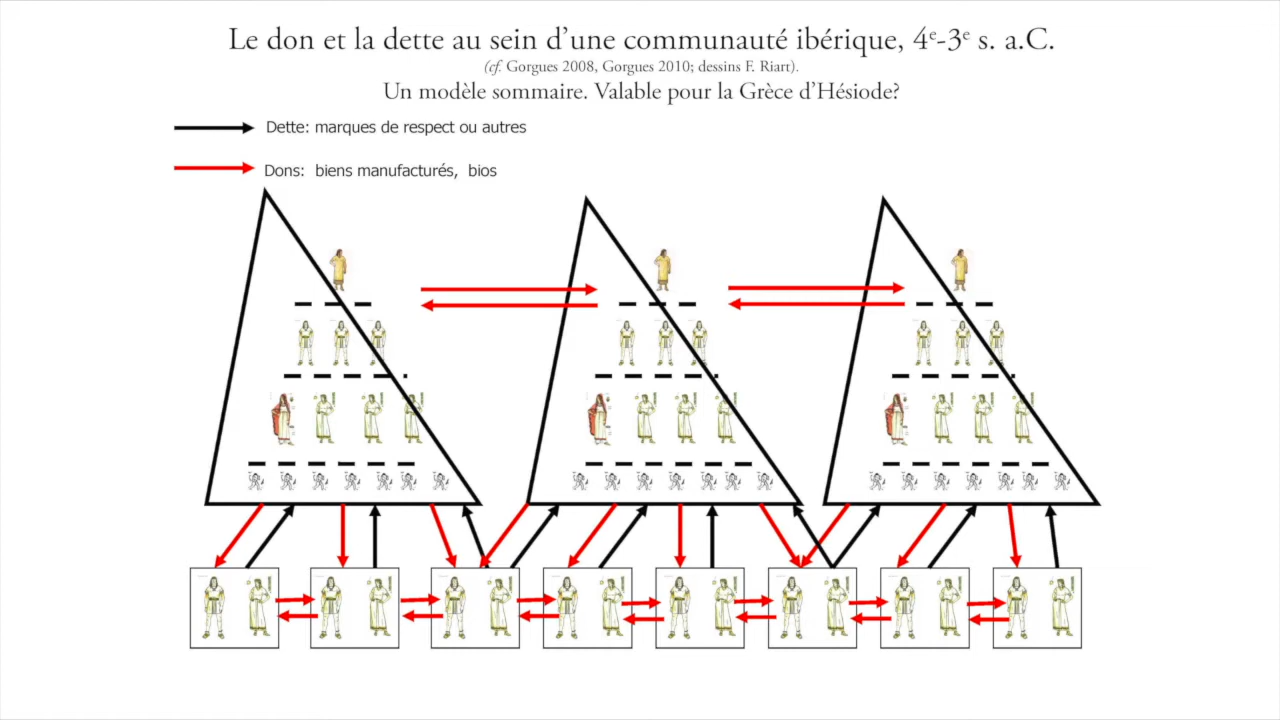 Le don et la dette au sein d’une communauté ibérique, 4e-3e s. a.C.
(cf. Gorgues 2008, Gorgues 2010; dessins F. Riart).
Un modèle sommaire. Valable pour la Grèce d’Hésiode?
Dette: marques de respect ou autres
Dons: biens manufacturés, bios